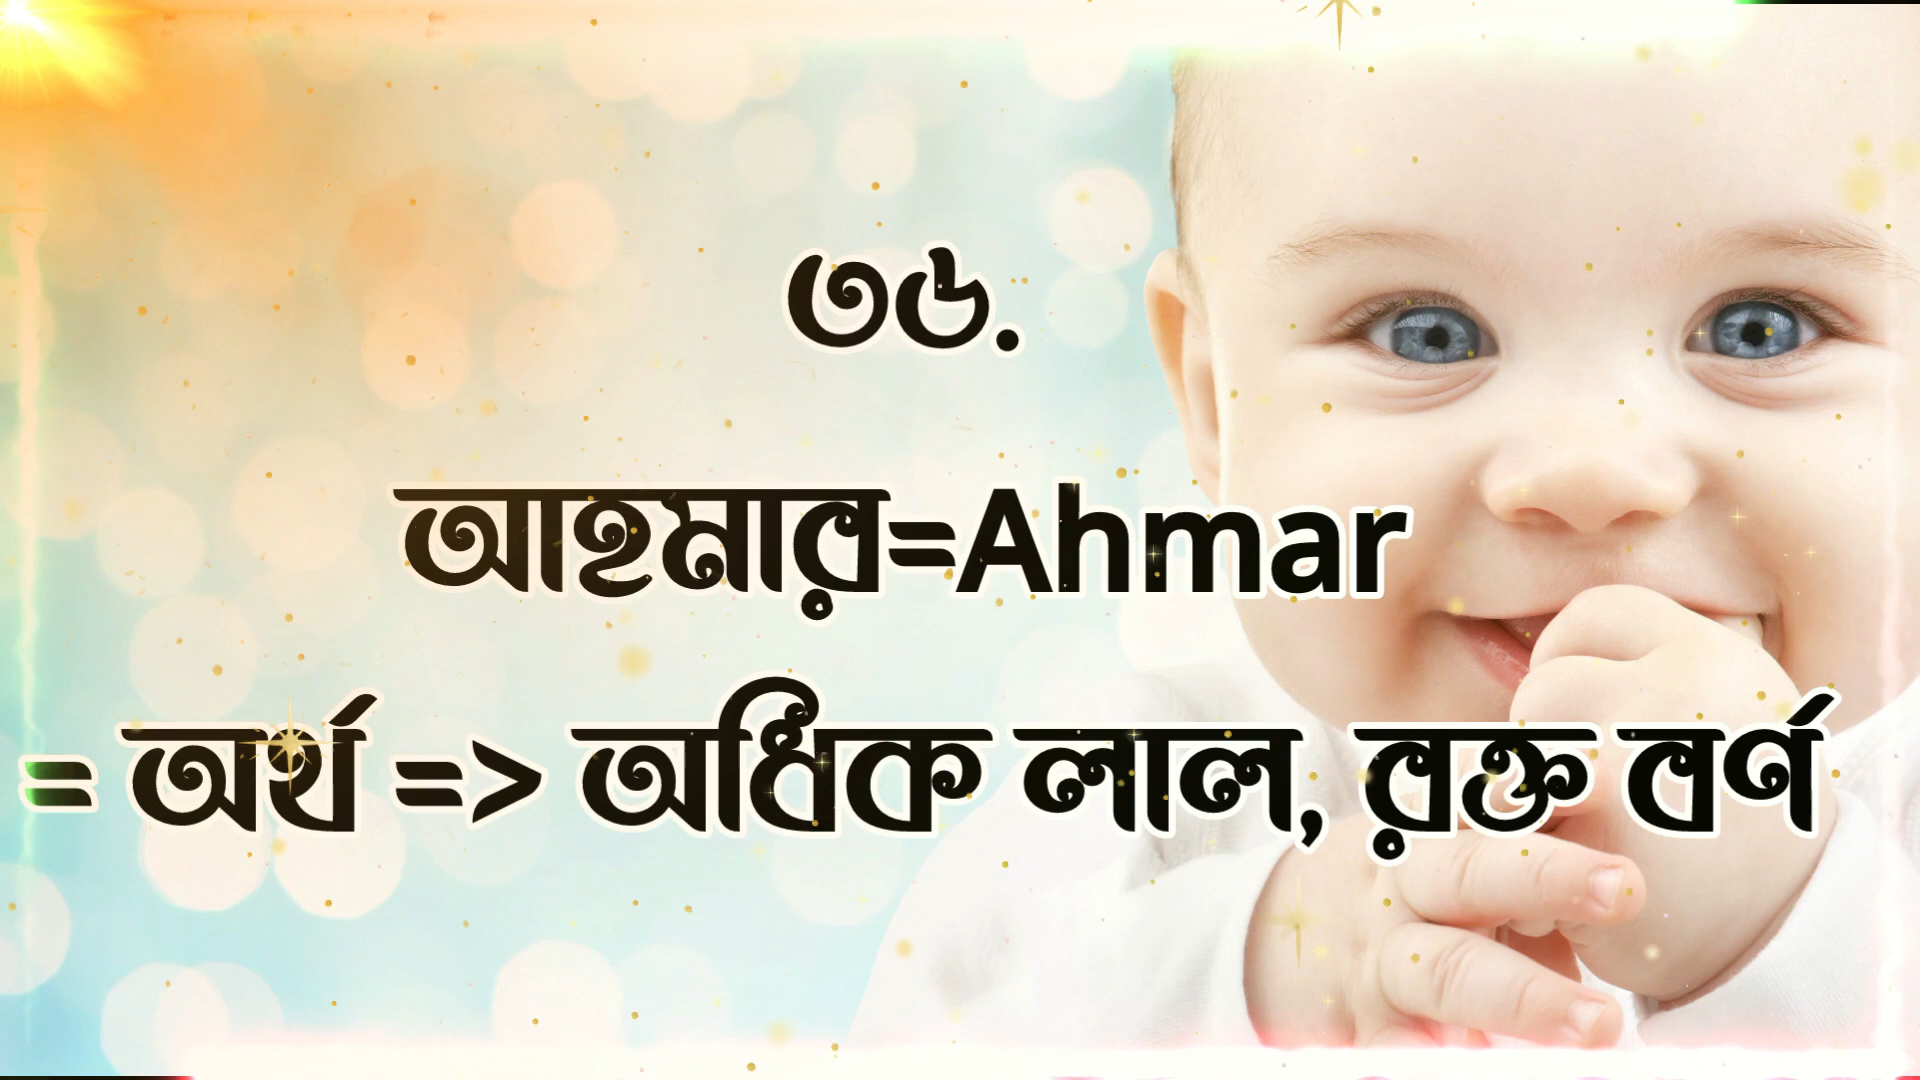 ৩৬.
আহমার=Ahmar
= অর্থ => অধিক লাল, রক্ত বর্ণ